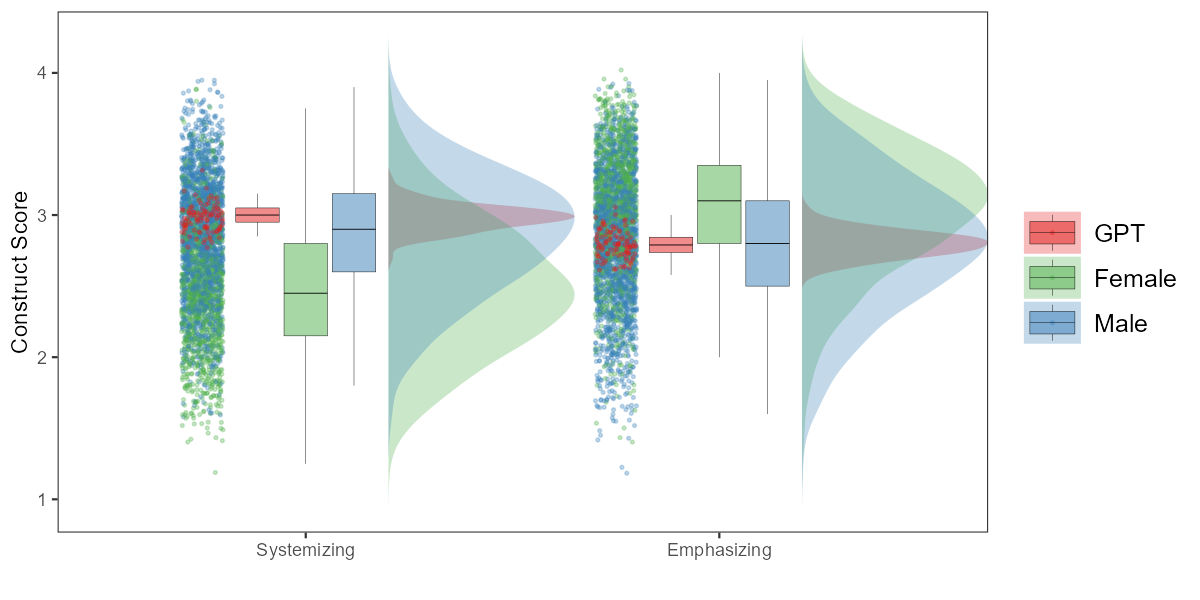 Construct Score
4
3
2
1
Systemizing
Emphasizing
GPT
Female
Male